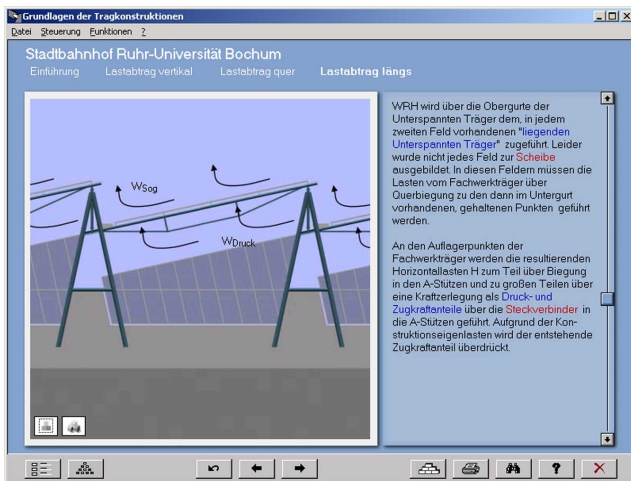 Grundlagen der Tragkonstruktionen
Datei Steuerung Funktionen ?
Stadtbahnhof Ruhr-Universität Bochum
Einführung Lastabtrag vertikal Lastabtrag quer Lastabtrag längs
WSog
WDruck
WRH wird über die Obergurte der
Unterspannten Träger dem, in jedem
zweiten Feld vorhandenen "liegenden
Unterspannten Träger" zugeführt. Leider
wurde nicht jedes Feld zur Scheibe
ausgebildet. In diesen Feldern müssen die
Lasten vom Fachwerkträger über
Querbiegung zu den dann im Untergurt
vorhandenen, gehaltenen Punkten geführt
werden.
An den Auflagerpunkten der
Fachwerkträger werden die resultierenden
Horizontallasten H zum Teil über Biegung
in den A-Stützen und zu großen Teilen über
eine Kraftzerlegung als Druck- und
Zugkraftanteile über die Steckverbinder in
die A-Stützen geführt. Aufgrund der Kon-
struktionseigenlasten wird der entstehende
Zugkraftanteil überdrückt.
?